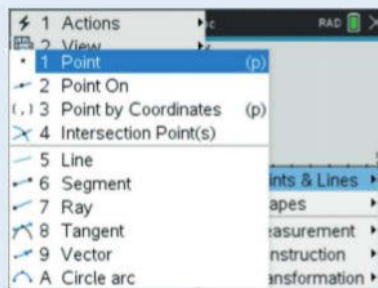 1 Actions
RAD
2 View
1 Point (p)
2 Point On
(,) 3 Point by Coordinates (p)
4 Intersection Point(s)
5 Line
6 Segment
ints & Lines
7 Ray
apes
8 Tangent
easurement
9 Vector
nstruction
A Circle arc
ansformation